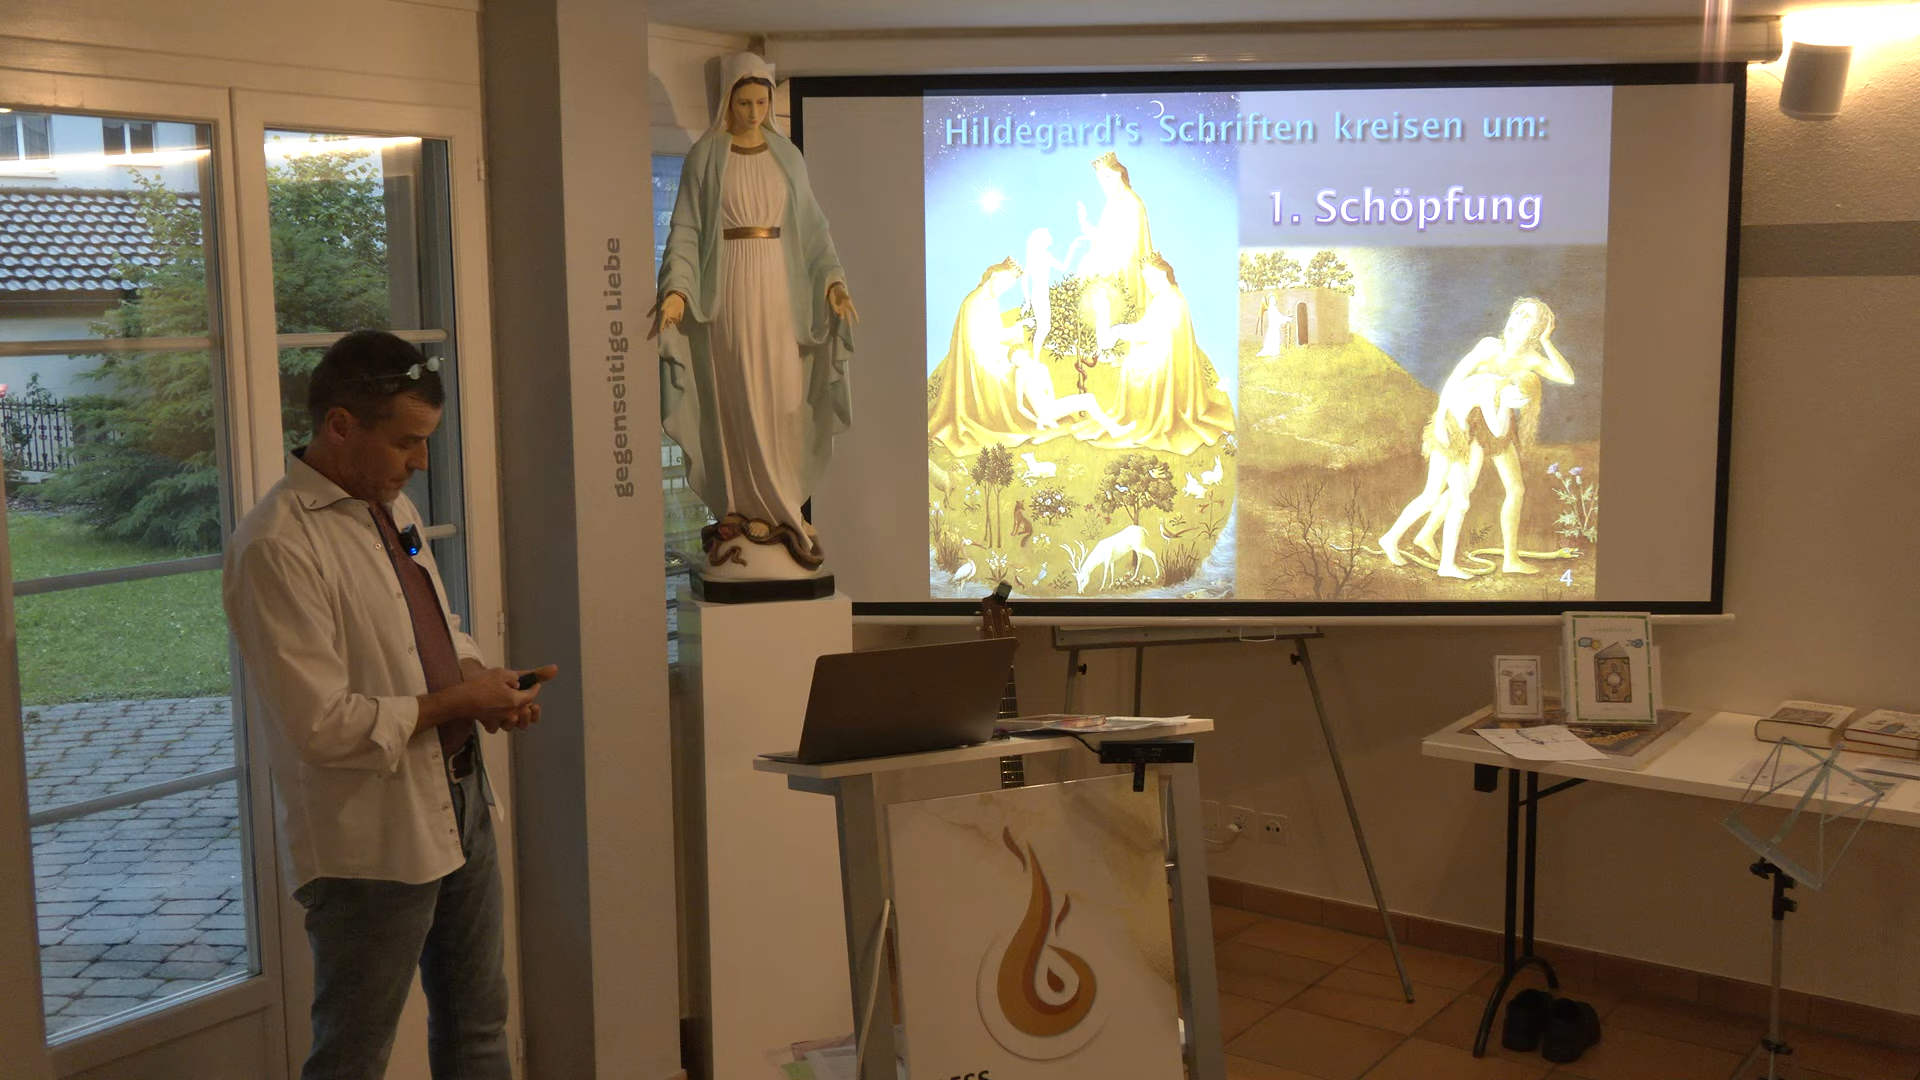 gegenseitige Liebe
Hildegard's Schriften kreisen um:
1. Schöpfung
4